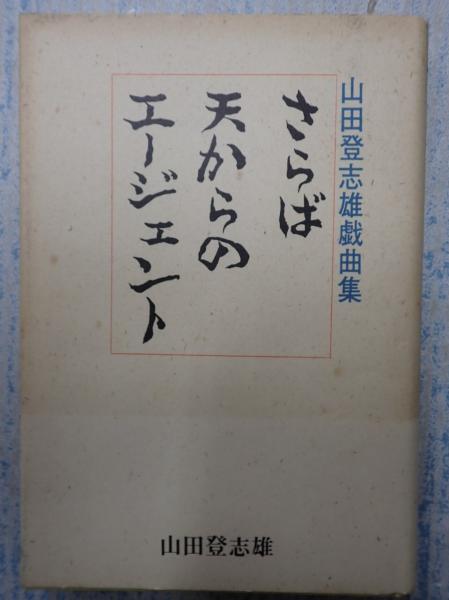 山田登志雄戯曲集
さらば
天からの
エージェント
山田登志雄